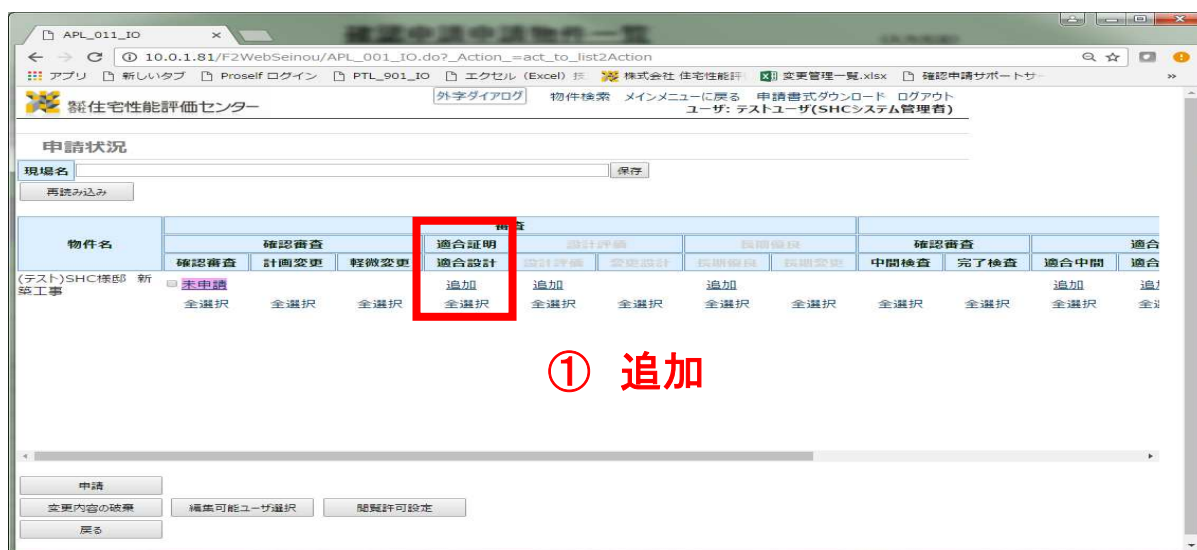 APL_011_IO
10.0.1.81/F2WebSeinou/APL_001_IO.do?_Action_=act_to_list2Action
アプリ 新しいタブ Proself ログイン PTL_901_IO エクセル (Excel) 技 株式会社 住宅性能評 変更管理一覧.xlsx 確認申請サポートサー »
株式会社住宅性能評価センター
外字ダイアログ 物件検索 メインメニューに戻る 申請書式ダウンロード ログアウト
ユーザ: テストユーザ(SHCシステム管理者)
申請状況
現場名 保存
再読み込み
審査
物件名 確認審査 適合証明 設計評価 長期優良 確認審査 適合
確認審査 計画変更 軽微変更 適合設計 設計評価 変更設計 長期優良 長期変更 中間検査 完了検査 適合中間 適合
(テスト)SHC様邸 新築工事 未申請 追加 追加 追加 追加 追加
全選択 全選択 全選択 全選択 全選択 全選択 全選択 全選択 全選択 全選択 全選択
① 追加
申請
変更内容の破棄 編集可能ユーザ選択 閲覧許可設定
戻る